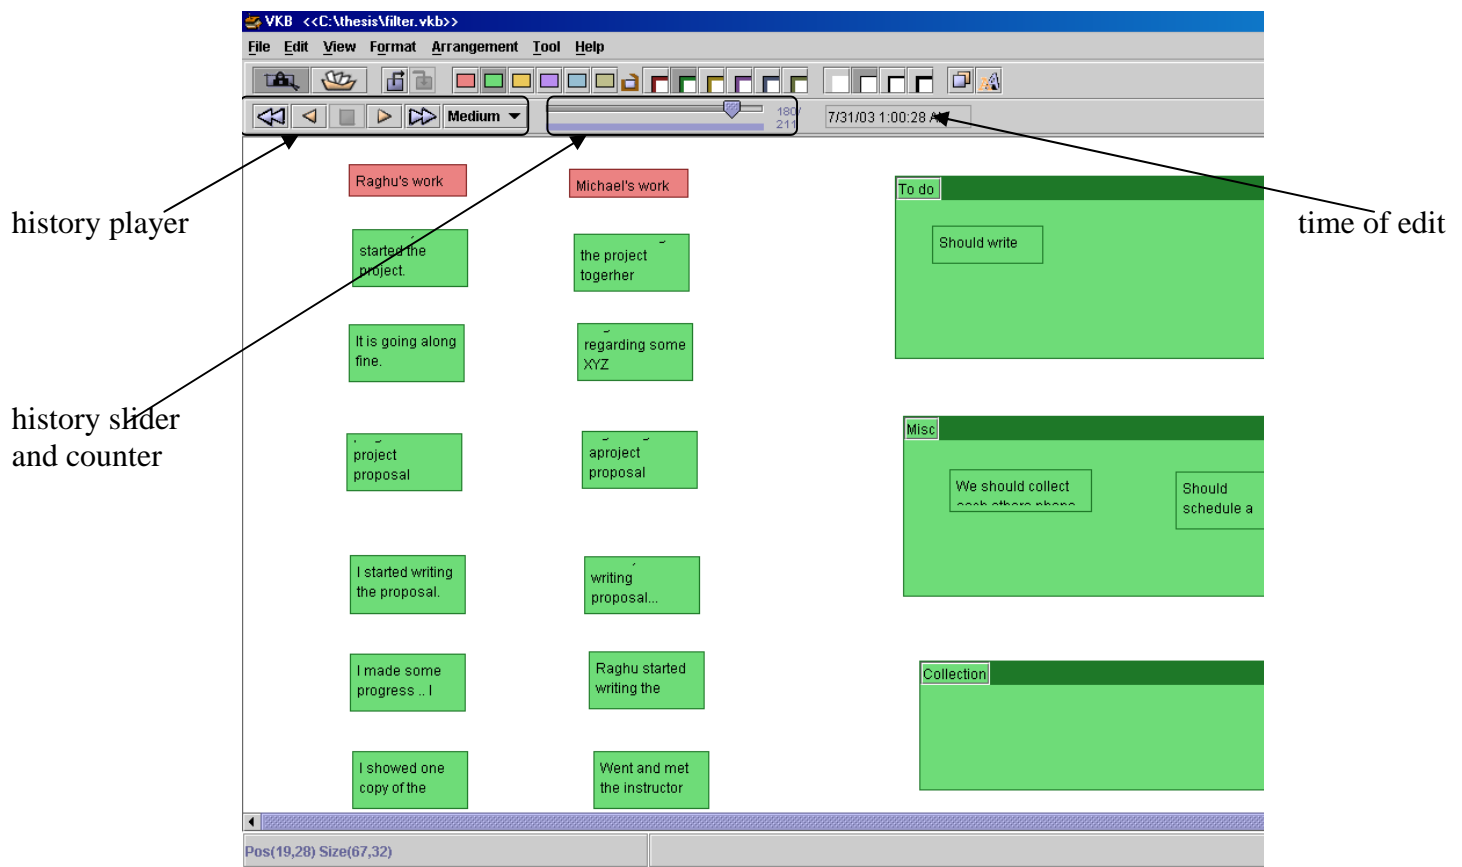 VKB <<C:\thesis\filter.vkb>>
File Edit View Format Arrangement Tool Help
Medium
180/
211
7/31/03 1:00:28 A
history player
history slider
and counter
time of edit
Raghu's work
started the
project.
It is going along
fine.
project
proposal
I started writing
the proposal.
I made some
progress .. I
I showed one
copy of the
Michael's work
the project
togerher
regarding some
XYZ
aproject
proposal
writing
proposal...
Raghu started
writing the
Went and met
the instructor
To do
Should write
Misc
We should collect
each others phone
Should
schedule a
Collection
Pos(19,28) Size(67,32)